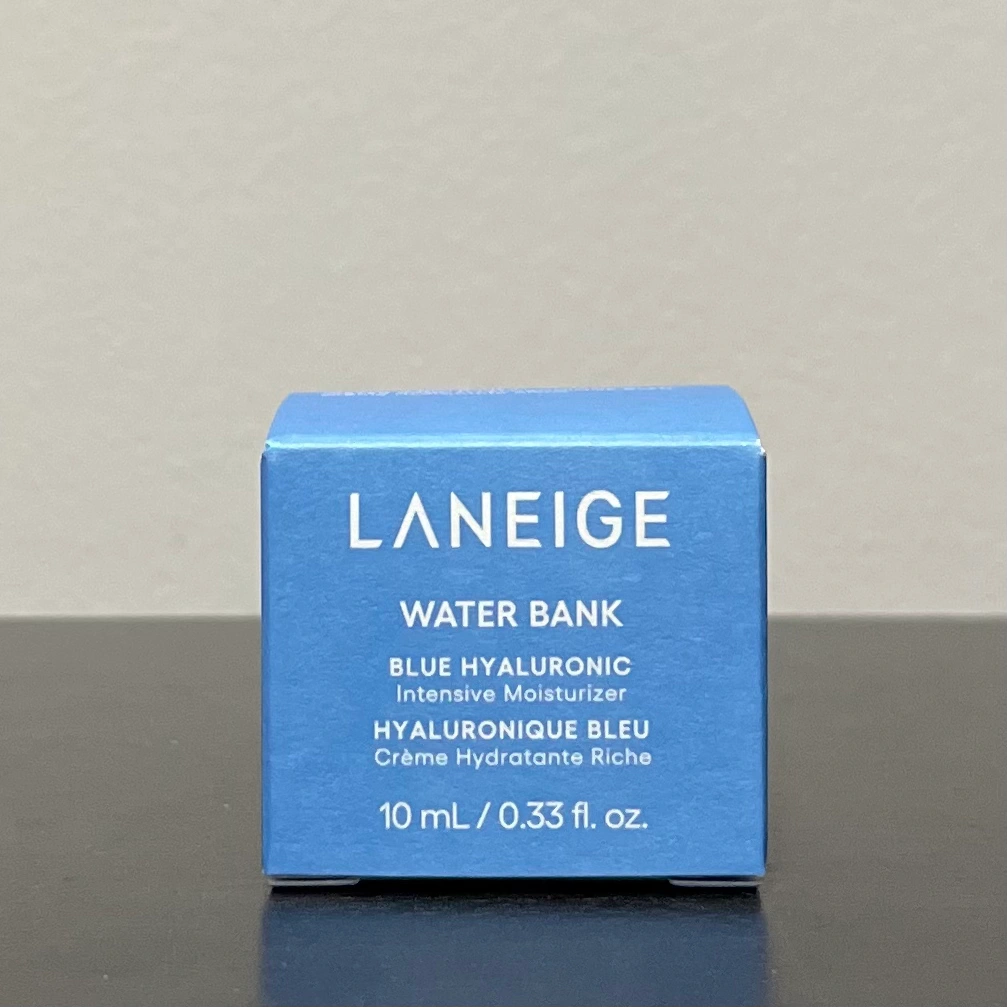 LANEIGE
WATER BANK
BLUE HYALURONIC
Intensive Moisturizer
HYALURONIQUE BLEU
Crème Hydratante Riche
10 mL / 0.33 fl. oz.